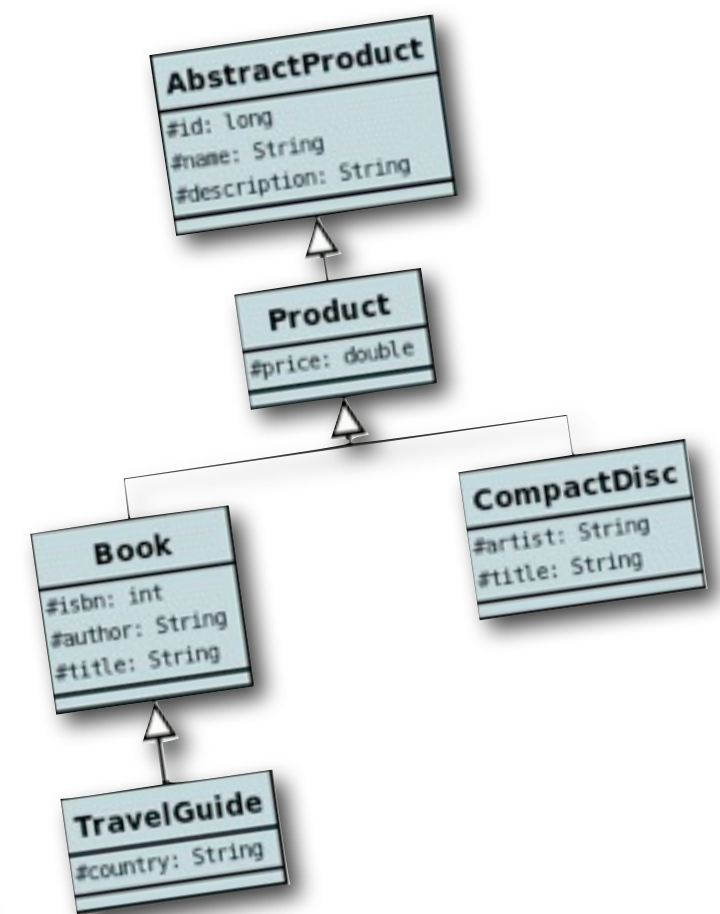 AbstractProduct
#id: long
#name: String
#description: String
Product
#price: double
Book
#isbn: int
#author: String
#title: String
CompactDisc
#artist: String
#title: String
TravelGuide
#country: String